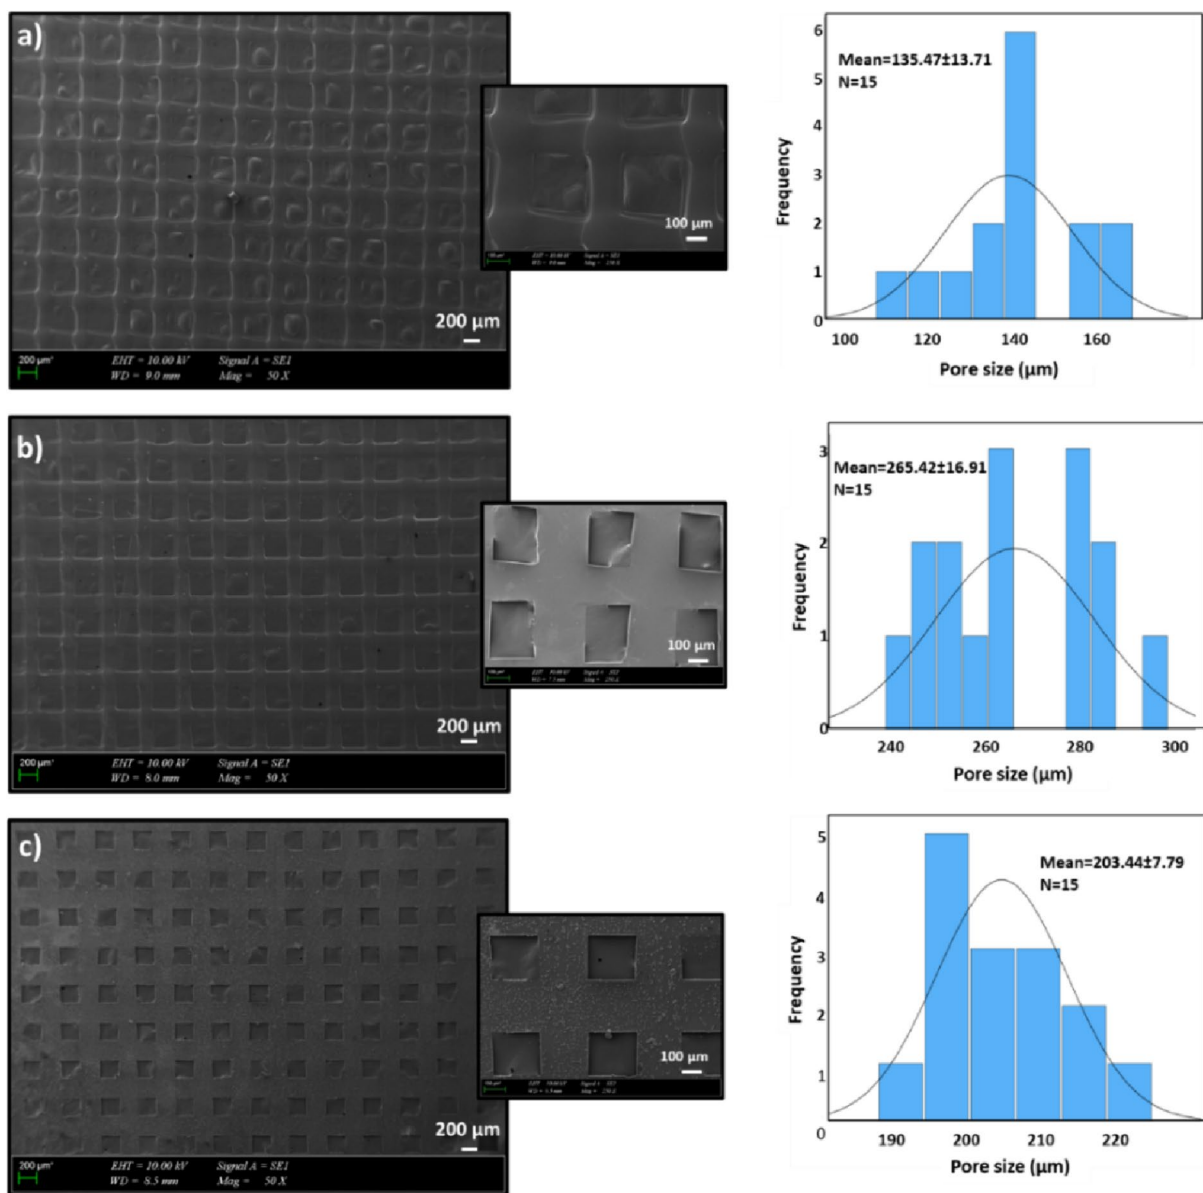 a)
200 µm
200 µm
EHT = 10.00 kV Signal A = SE1
WD = 9.0 mm Mag = 50 X
100 µm
Mean=135.47±13.71
N=15
Frequency
6
5
4
3
2
1
0
100 120 140 160
Pore size (µm)
b)
200 µm
200 µm
EHT = 10.00 kV Signal A = SE1
WD = 8.0 mm Mag = 50 X
100 µm
Mean=265.42±16.91
N=15
Frequency
3
2
1
0
240 260 280 300
Pore size (µm)
c)
200 µm
200 µm
EHT = 10.00 kV Signal A = SE1
WD = 8.5 mm Mag = 50 X
100 µm
Mean=203.44±7.79
N=15
Frequency
5
4
3
2
1
0
190 200 210 220
Pore size (µm)